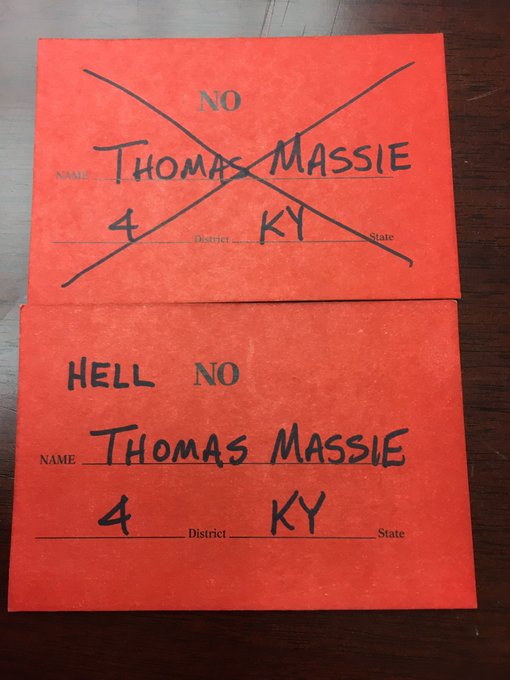 NO
NAME THOMAS MASSIE
4 District KY State
HELL NO
NAME THOMAS MASSIE
4 District KY State